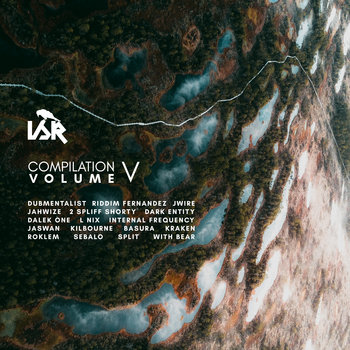 ISR
COMPILATION
VOLUME V
DUBMENTALIST RIDDIM FERNANDEZ JWIRE
JAHWIZE 2 SPLIFF SHORTY DARK ENTITY
DALEK ONE L NIX INTERNAL FREQUENCY
JASWAN KILBOURNE BASURA KRAKEN
ROKLEM SEBALO SPLIT WITH BEAR